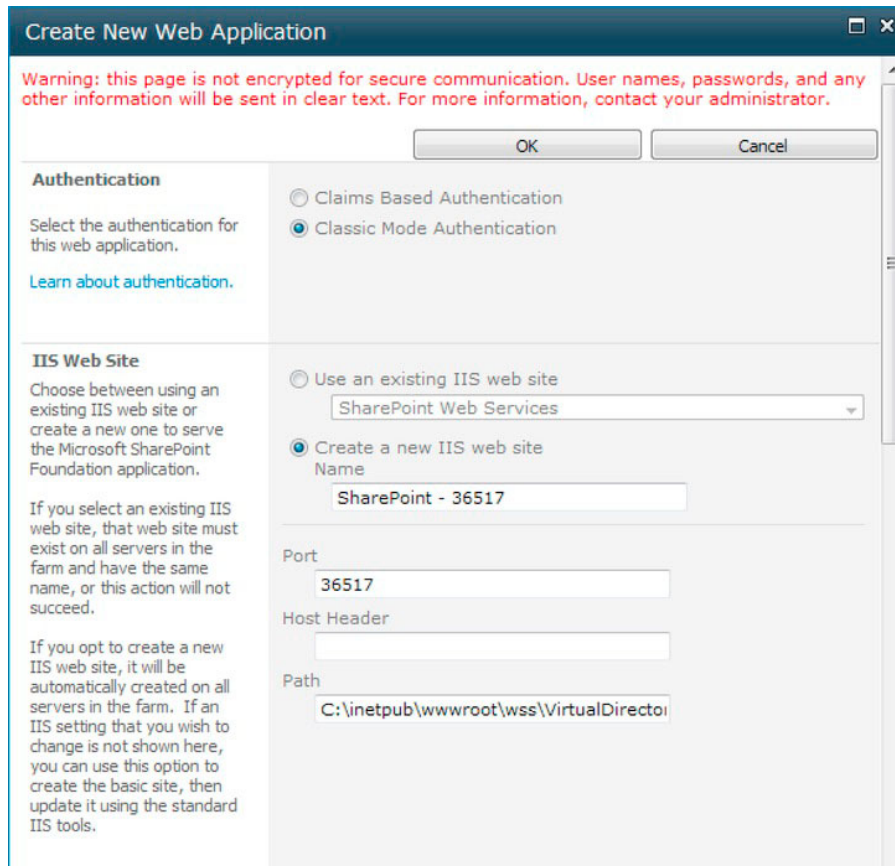 Create New Web Application
Warning: this page is not encrypted for secure communication. User names, passwords, and any
other information will be sent in clear text. For more information, contact your administrator.
OK
Cancel
Authentication
Select the authentication for
this web application.
Learn about authentication.
Claims Based Authentication
Classic Mode Authentication
IIS Web Site
Choose between using an
existing IIS web site or
create a new one to serve
the Microsoft SharePoint
Foundation application.
If you select an existing IIS
web site, that web site must
exist on all servers in the
farm and have the same
name, or this action will not
succeed.
If you opt to create a new
IIS web site, it will be
automatically created on all
servers in the farm. If an
IIS setting that you wish to
change is not shown here,
you can use this option to
create the basic site, then
update it using the standard
IIS tools.
Use an existing IIS web site
SharePoint Web Services
Create a new IIS web site
Name
SharePoint - 36517
Port
36517
Host Header
Path
C:\inetpub\wwwroot\wss\VirtualDirector